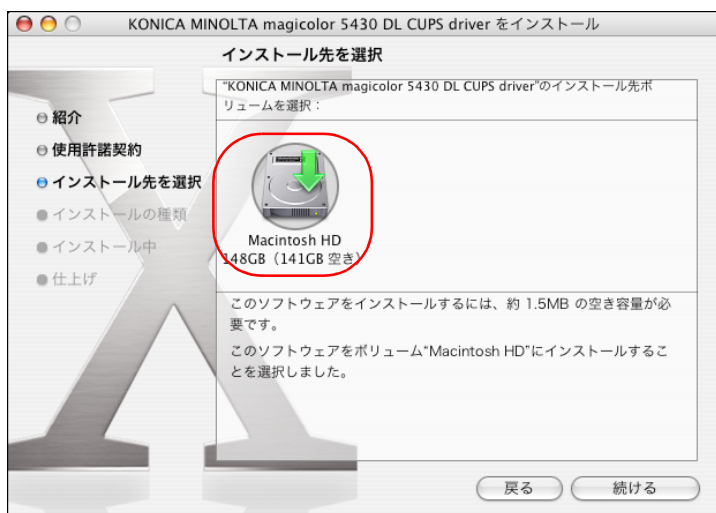 KONICA MINOLTA magicolor 5430 DL CUPS driver をインストール
インストール先を選択
紹介
使用許諾契約
インストール先を選択
インストールの種類
インストール中
仕上げ
"KONICA MINOLTA magicolor 5430 DL CUPS driver"のインストール先ボ
リュームを選択：
Macintosh HD
148GB（141GB 空き）
このソフトウェアをインストールするには、約 1.5MB の空き容量が必
要です。
このソフトウェアをボリューム"Macintosh HD"にインストールするこ
とを選択しました。
戻る
続ける